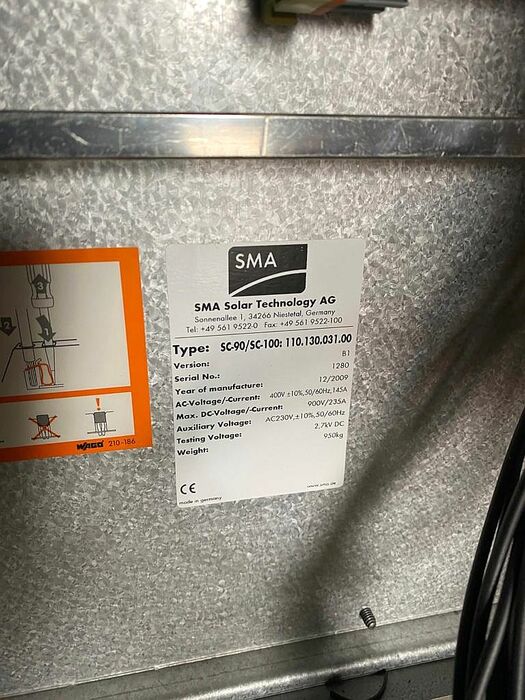 SMA
SMA Solar Technology AG
Sonnenallee 1, 34266 Niestetal, Germany
Tel: +49 561 9522-0 Fax: +49 561 9522-100
Type: SC-90/SC-100: 110.130.031.00
Version: B1
Serial No.: 1280
Year of manufacture: 12/2009
AC-Voltage/-Current: 400V ±10%,50/60Hz,145A
Max. DC-Voltage/-Current: 900V/235A
Auxiliary Voltage: AC230V,±10%,50/60Hz
Testing Voltage: 2,7kV DC
Weight: 950kg
CE
made in germany
www.sma.de
3
2
1
WAGO 210-186